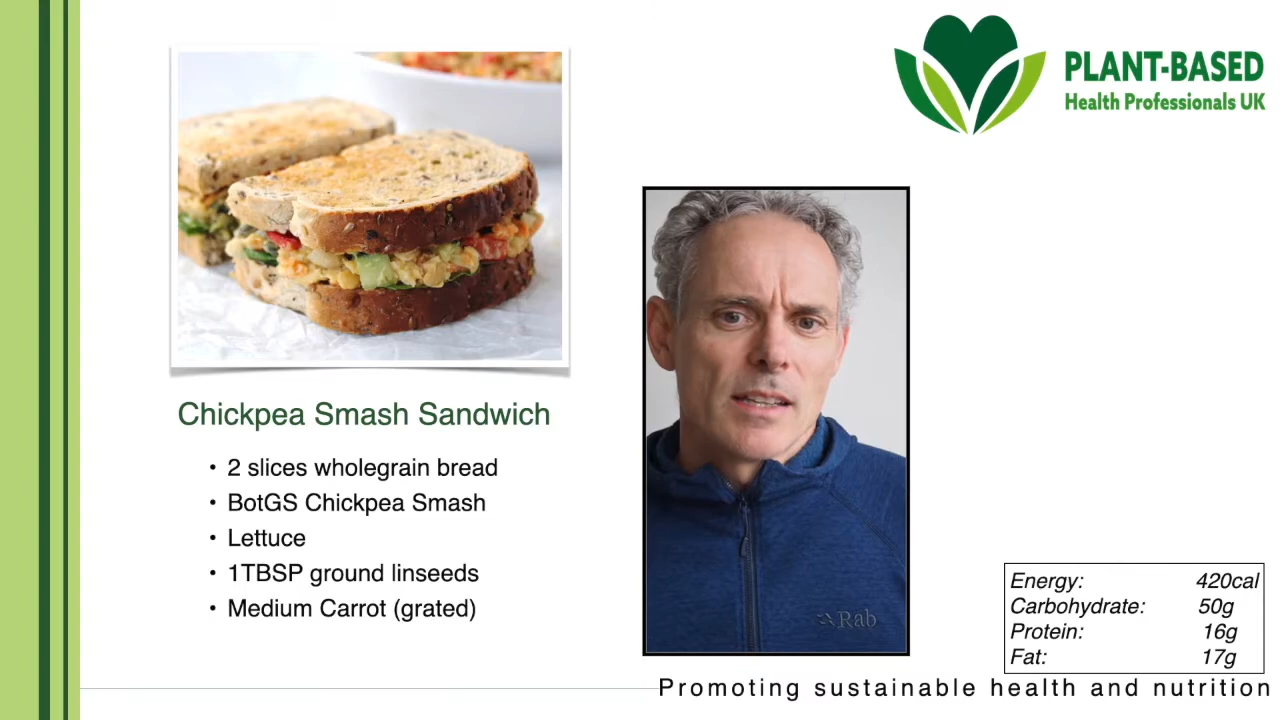 PLANT-BASED
Health Professionals UK
Chickpea Smash Sandwich
• 2 slices wholegrain bread
• BotGS Chickpea Smash
• Lettuce
• 1TBSP ground linseeds
• Medium Carrot (grated)
Rab
Energy: 420cal
Carbohydrate: 50g
Protein: 16g
Fat: 17g
Promoting sustainable health and nutrition